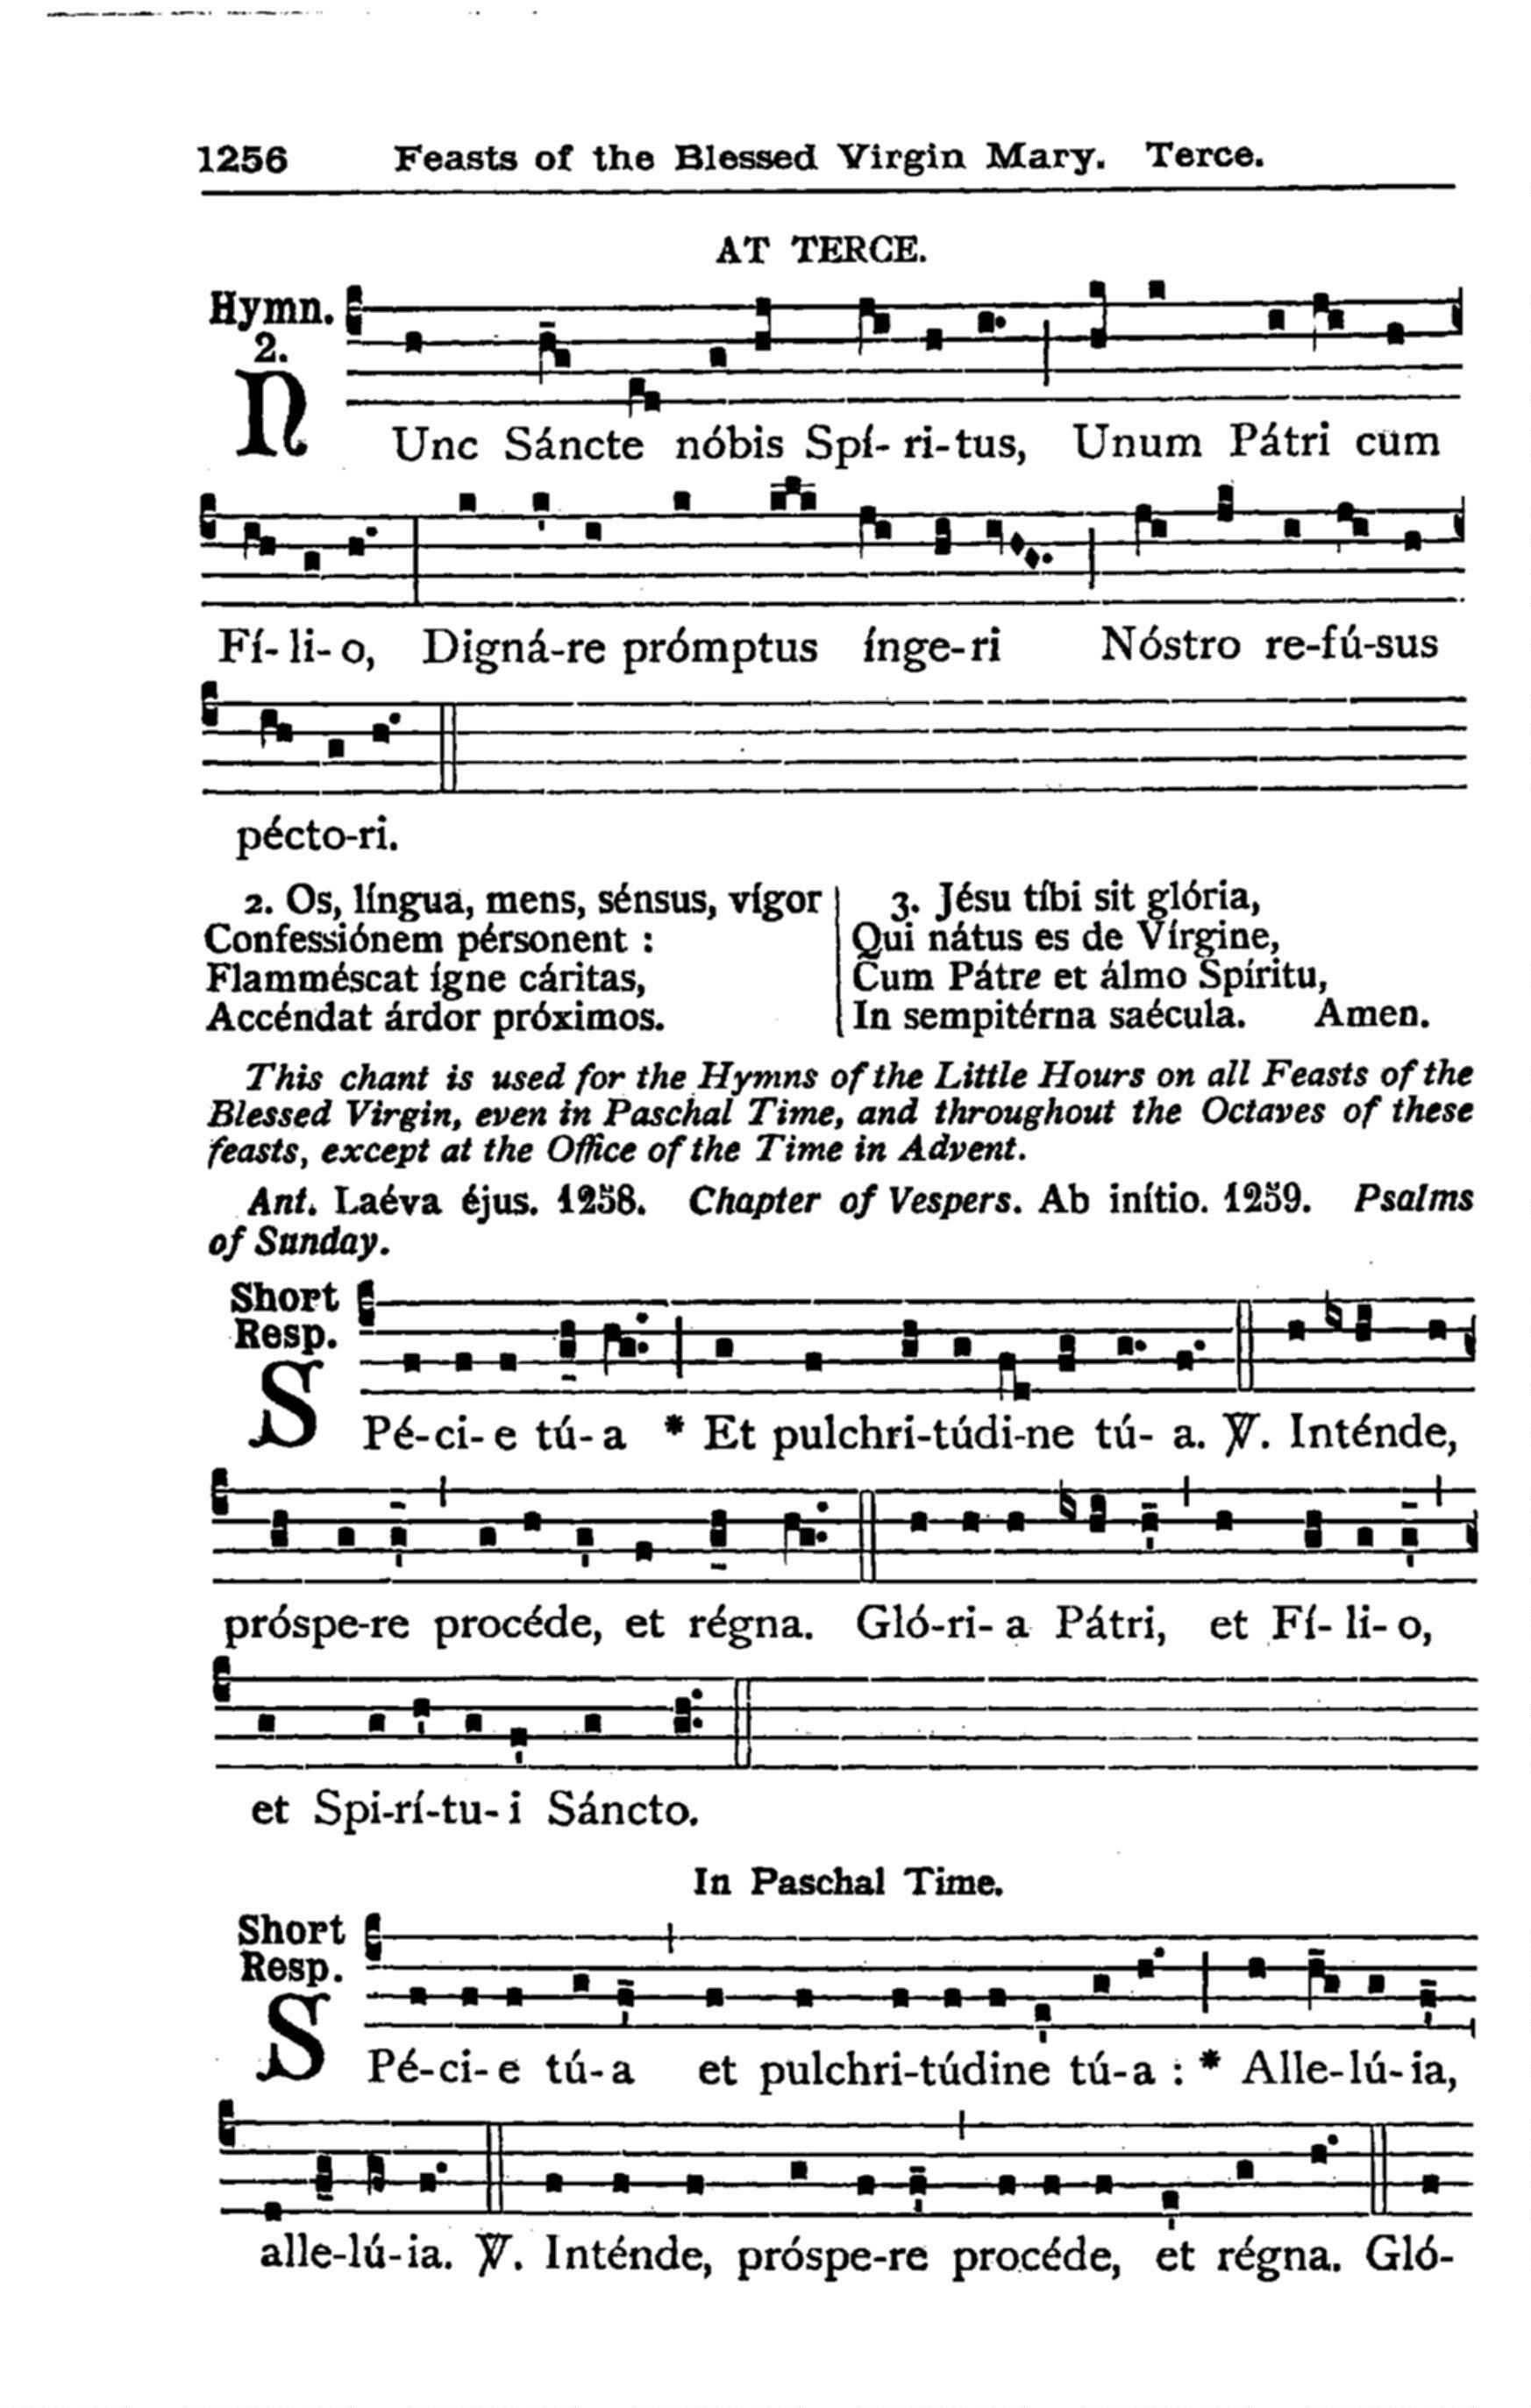 1256 Feasts of the Blessed Virgin Mary. Terce.
AT TERCE.
Hymn.
2.
NUnc Sáncte nóbis Spí- ri-tus, Unum Pátri cum
Fí- li- o, Digná-re prómptus ínge- ri Nóstro re-fú-sus
pécto-ri.
2. Os, língua, mens, sénsus, vígor
Confessiónem pérsonent :
Flamméscat ígne cáritas,
Accéndat árdor próximos.
3. Jésu tíbi sit glória,
Qui nátus es de Vírgine,
Cum Pátre et álmo Spíritu,
In sempitérna saécula. Amen.
This chant is used for the Hymns of the Little Hours on all Feasts of the
Blessed Virgin, even in Paschal Time, and throughout the Octaves of these
feasts, except at the Office of the Time in Advent.
Ant. Laéva éjus. 1258. Chapter of Vespers. Ab inítio. 1259. Psalms
of Sunday.
Short
Resp.
SPé-ci- e tú- a * Et pulchri-túdi-ne tú- a. ℣. Inténde,
próspe-re procéde, et régna. Gló-ri- a Pátri, et Fí- li- o,
et Spi-rí-tu- i Sáncto.
In Paschal Time.
Short
Resp.
SPé-ci- e tú- a et pulchri-túdine tú-a : * Alle-lú- ia,
alle-lú- ia. ℣. Inténde, próspe-re procéde, et régna. Gló-